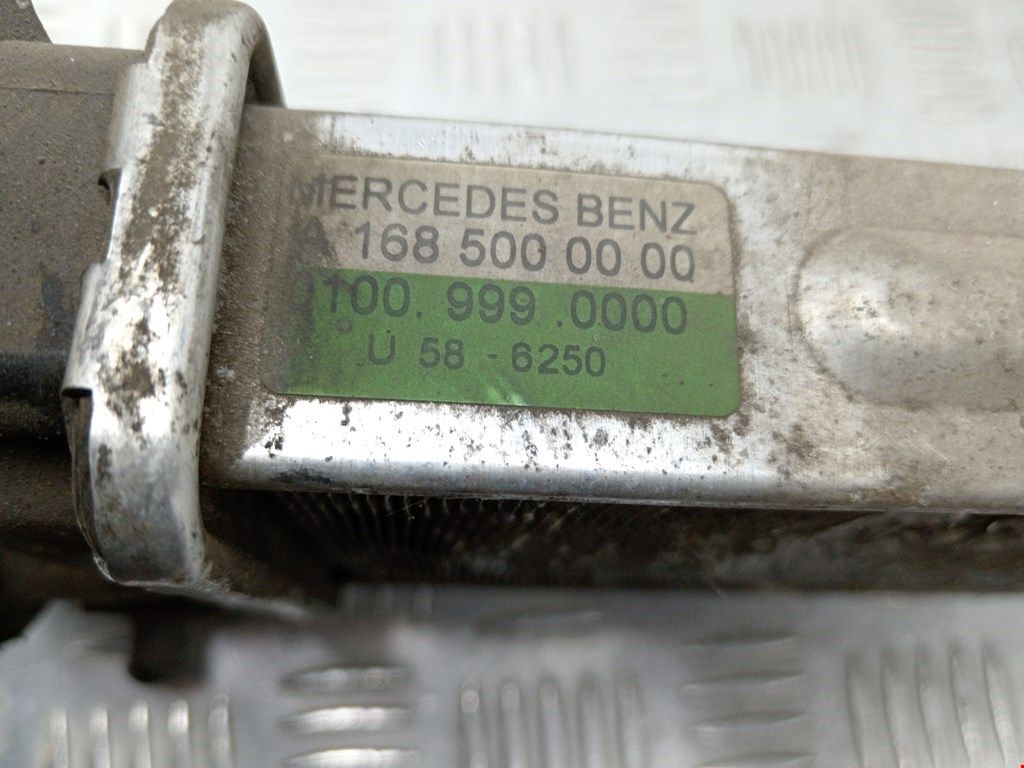 MERCEDES BENZ
A 168 500 00 00
0100. 999 .0000
U 58 - 6250